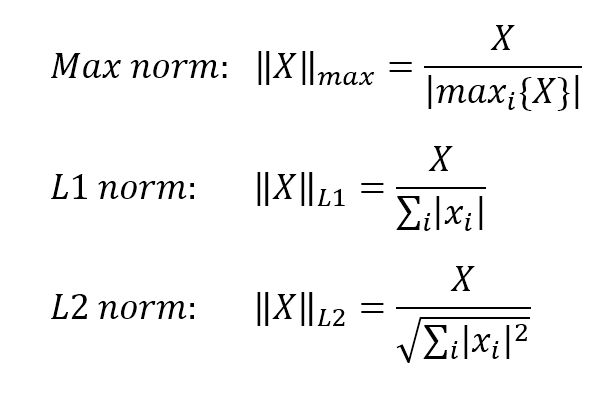 Max norm: ‖X‖max = X / |maxᵢ{X}|
L1 norm: ‖X‖L1 = X / ∑ᵢ|xᵢ|
L2 norm: ‖X‖L2 = X / √∑ᵢ|xᵢ|²